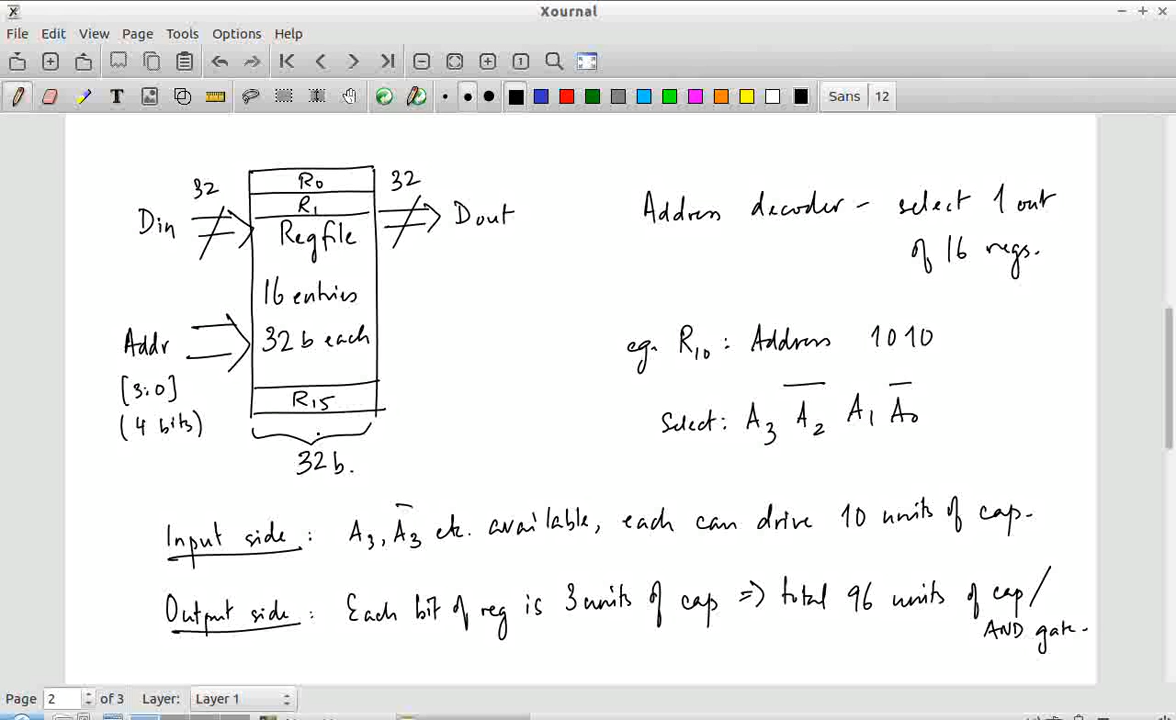 Xournal
File Edit View Page Tools Options Help
Sans 12
32
R0
32
R1
Din
Regfile
Dout
16 entries
Addr
32 b each
[3:0]
(4 bits)
R15
32 b.
Address decoder - select 1 out
of 16 regs.
eg. R10 : Address 1010
Select: A3 A̅2 A1 A̅0
Input side : A3, A̅3 etc. available, each can drive 10 units of cap.
Output side : Each bit of reg is 3 units of cap => total 96 units of cap/
AND gate.
Page 2 of 3 Layer: Layer 1